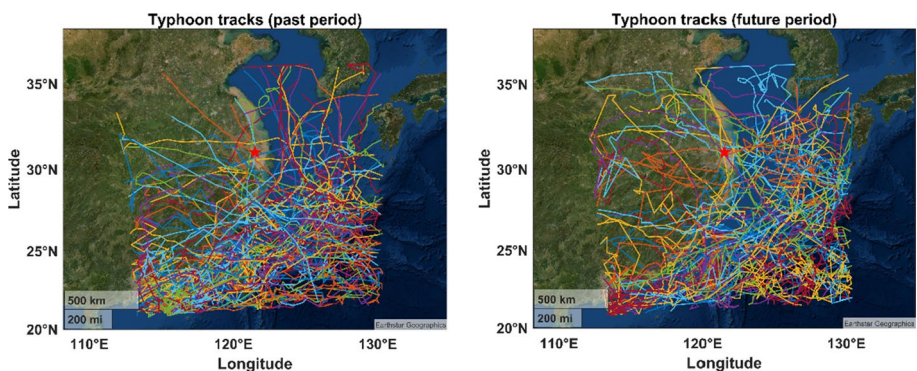 Typhoon tracks (past period)
35°N
30°N
25°N
20°N
Latitude
500 km
200 mi
Earthstar Geographics
110°E
120°E
130°E
Longitude
Typhoon tracks (future period)
35°N
30°N
25°N
20°N
Latitude
500 km
200 mi
Earthstar Geographics
110°E
120°E
130°E
Longitude